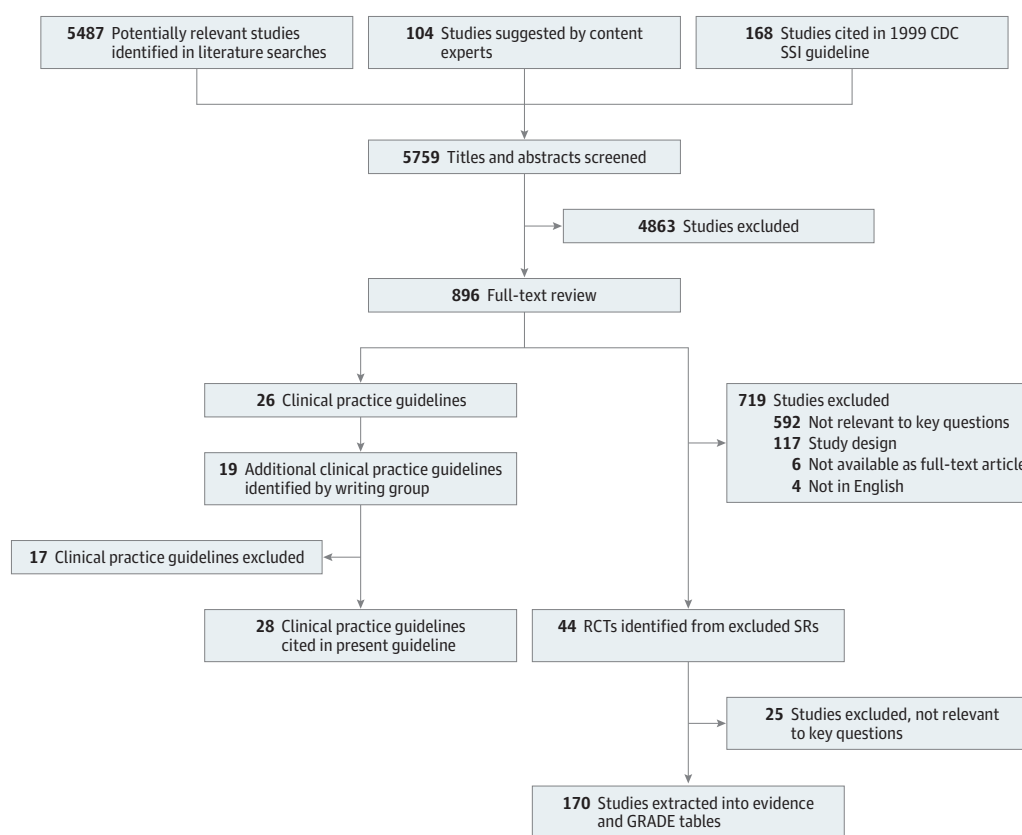 5487 Potentially relevant studies
identified in literature searches
104 Studies suggested by content
experts
168 Studies cited in 1999 CDC
SSI guideline
5759 Titles and abstracts screened
4863 Studies excluded
896 Full-text review
26 Clinical practice guidelines
719 Studies excluded
592 Not relevant to key questions
117 Study design
6 Not available as full-text article
4 Not in English
19 Additional clinical practice guidelines
identified by writing group
17 Clinical practice guidelines excluded
28 Clinical practice guidelines
cited in present guideline
44 RCTs identified from excluded SRs
25 Studies excluded, not relevant
to key questions
170 Studies extracted into evidence
and GRADE tables